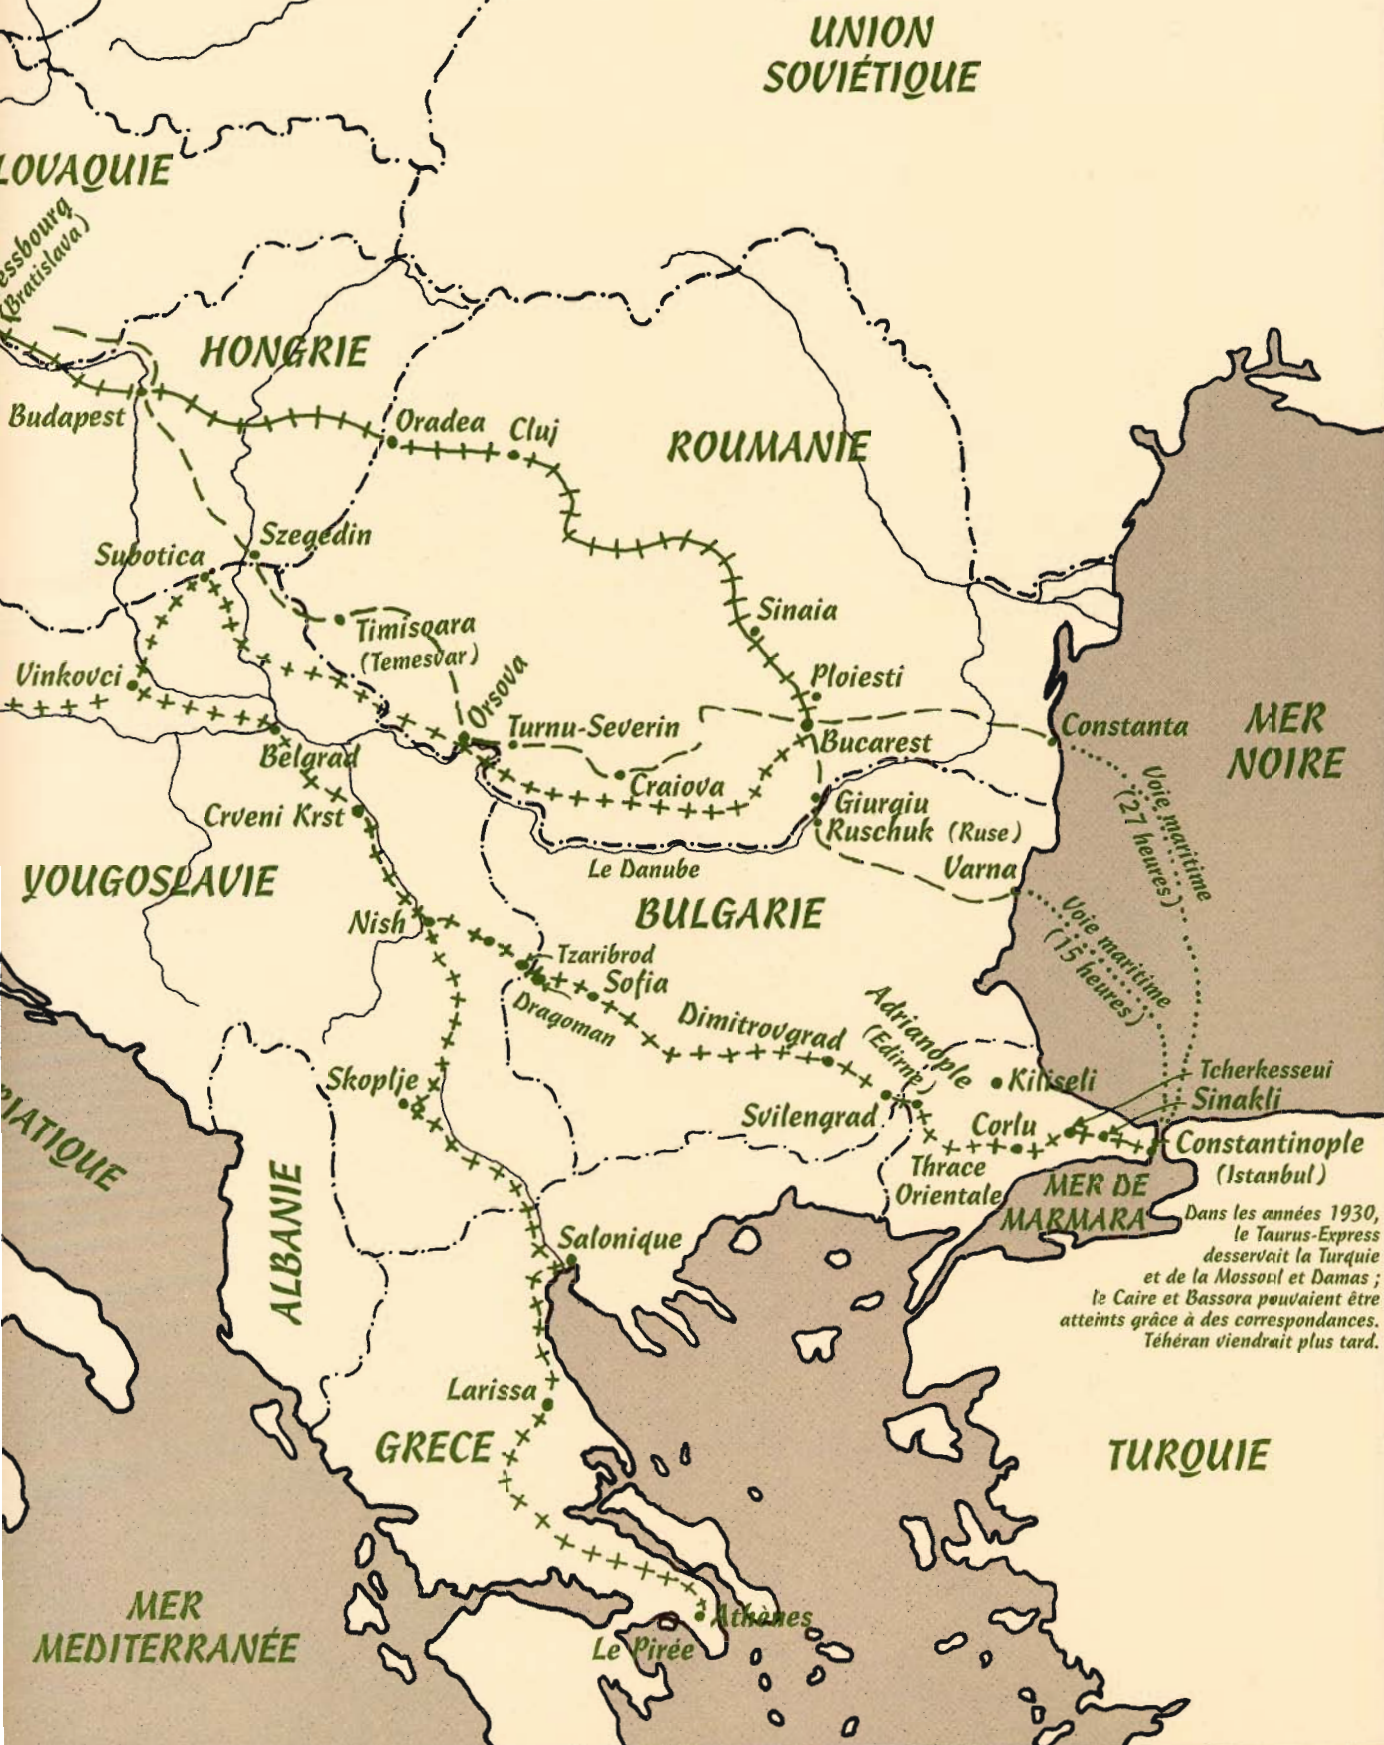 UNION
SOVIÉTIQUE
LOVAQUIE
essbourg
(Bratislava)
HONGRIE
Budapest
Oradea
Cluj
ROUMANIE
Szegedin
Subotica
Sinaia
Timisoara
(Temesvar)
Vinkovci
Orsova
Ploiesti
Turnu-Severin
Constanta
MER
NOIRE
Bucarest
Belgrad
Craiova
Voie maritime
(27 heures)
Crveni Krst
Giurgiu
Ruschuk (Ruse)
Le Danube
Varna
YOUGOSLAVIE
BULGARIE
Nish
Voie maritime
(15 heures)
Tzaribrod
Sofia
Dragoman
Dimitrovgrad
Adrianople
(Edirne)
Skoplje
Kiliseli
Tcherkesseui
Sinakli
Svilengrad
Corlu
Constantinople
(Istanbul)
RIATIQUE
Thrace
Orientale
MER DE
MARMARA
ALBANIE
Dans les années 1930,
le Taurus-Express
desservait la Turquie
et de la Mossoul et Damas ;
le Caire et Bassora pouvaient être
atteints grâce à des correspondances.
Téhéran viendrait plus tard.
Salonique
Larissa
GRECE
TURQUIE
MER
MEDITERRANÉE
Athènes
Le Pirée